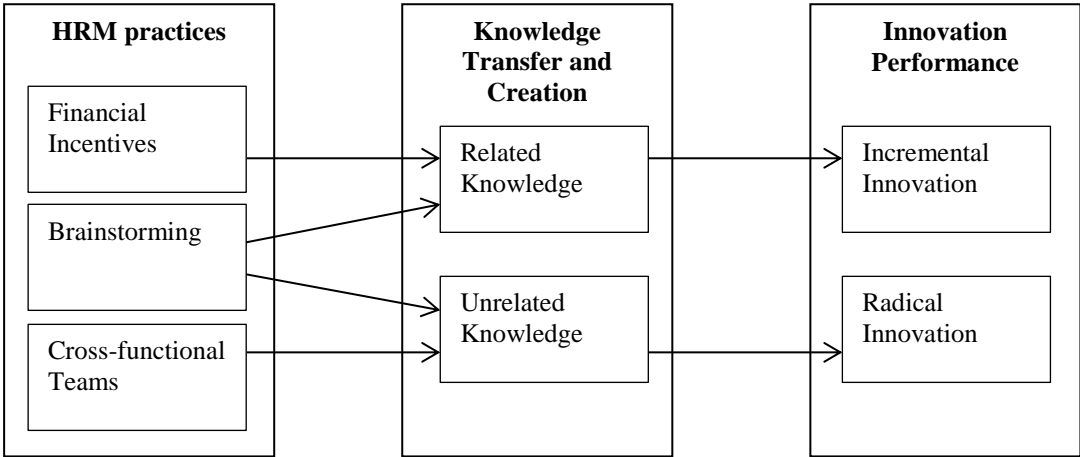 HRM practices
Financial
Incentives
Brainstorming
Cross-functional
Teams
Knowledge
Transfer and
Creation
Related
Knowledge
Unrelated
Knowledge
Innovation
Performance
Incremental
Innovation
Radical
Innovation